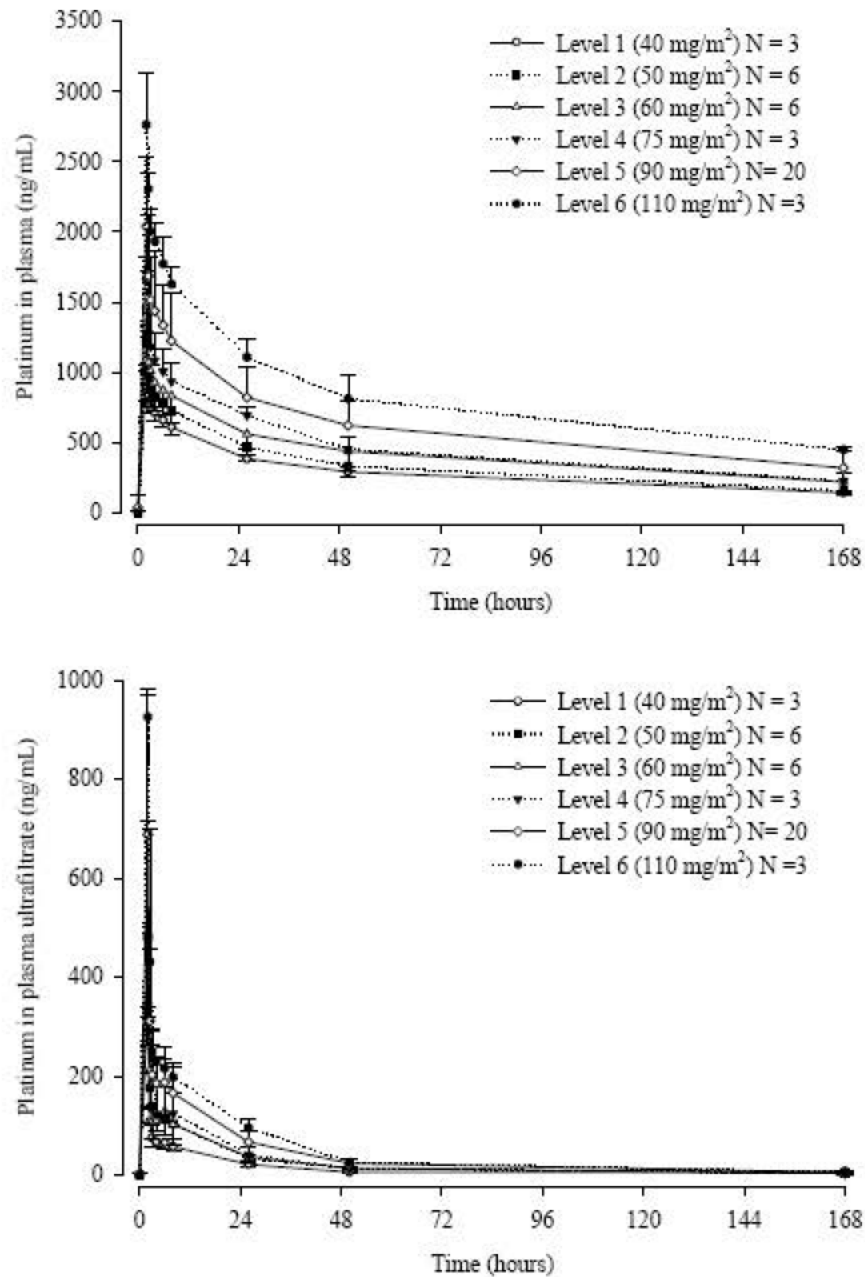 3500
3000
2500
2000
1500
1000
500
0
Platinum in plasma (ng/mL)
Level 1 (40 mg/m²) N = 3
Level 2 (50 mg/m²) N = 6
Level 3 (60 mg/m²) N = 6
Level 4 (75 mg/m²) N = 3
Level 5 (90 mg/m²) N= 20
Level 6 (110 mg/m²) N =3
0 24 48 72 96 120 144 168
Time (hours)
1000
800
600
400
200
0
Platinum in plasma ultrafiltrate (ng/mL)
Level 1 (40 mg/m²) N = 3
Level 2 (50 mg/m²) N = 6
Level 3 (60 mg/m²) N = 6
Level 4 (75 mg/m²) N = 3
Level 5 (90 mg/m²) N= 20
Level 6 (110 mg/m²) N =3
0 24 48 72 96 120 144 168
Time (hours)